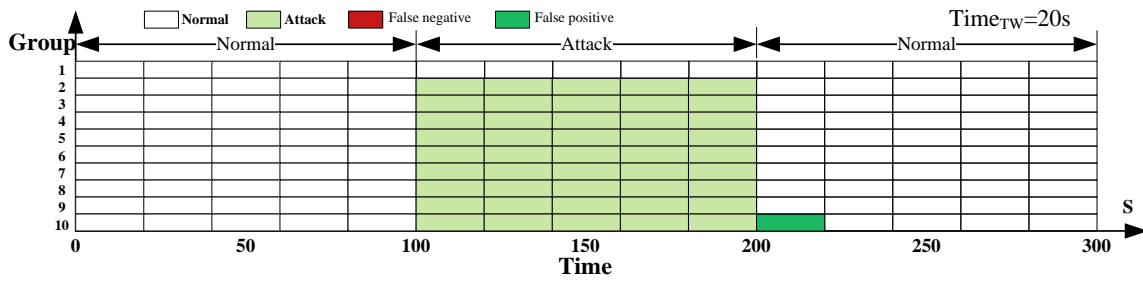 Normal Attack False negative False positive Time_TW=20s
Group Normal Attack Normal
1
2
3
4
5
6
7
8
9
10
S
0 50 100 150 200 250 300
Time